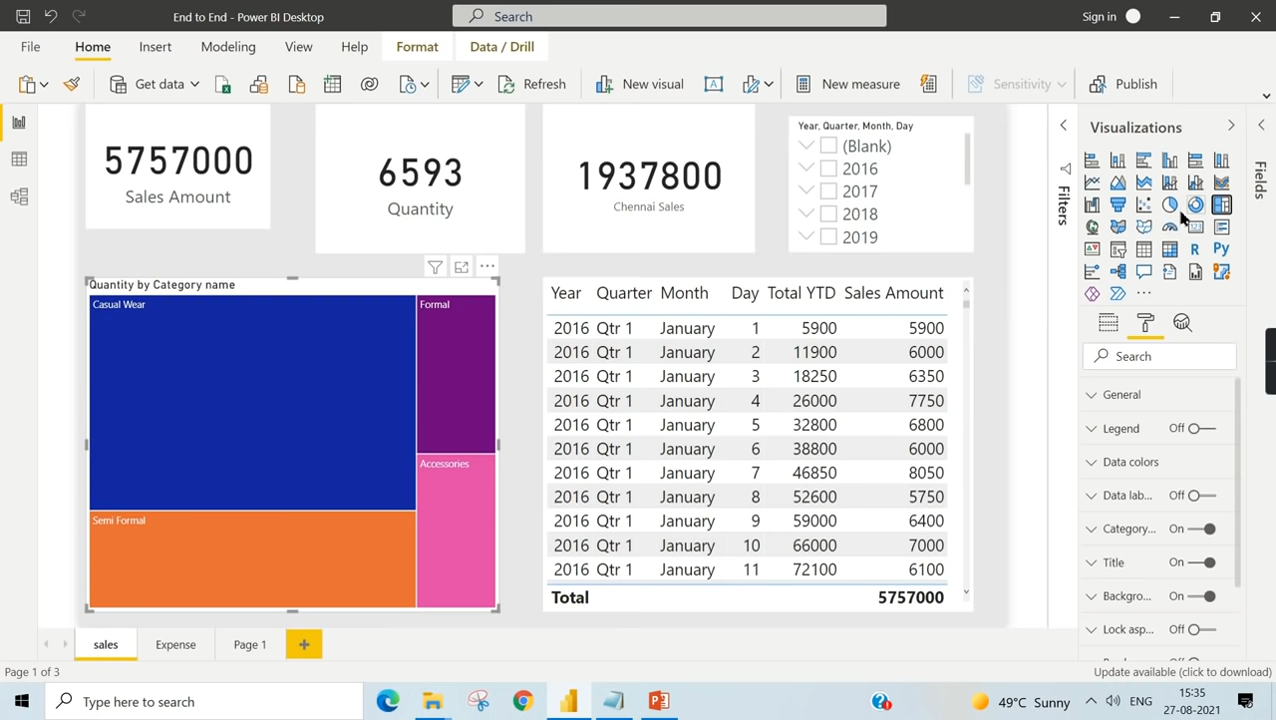 End to End - Power BI Desktop
Search
Sign in
File
Home
Insert
Modeling
View
Help
Format
Data / Drill
Get data
Refresh
New visual
New measure
Sensitivity
Publish
5757000
Sales Amount
6593
Quantity
1937800
Chennai Sales
Year, Quarter, Month, Day
(Blank)
2016
2017
2018
2019
Quantity by Category name
Casual Wear
Formal
Semi Formal
Accessories
Year Quarter Month Day Total YTD Sales Amount
2016 Qtr 1 January 1 5900 5900
2016 Qtr 1 January 2 11900 6000
2016 Qtr 1 January 3 18250 6350
2016 Qtr 1 January 4 26000 7750
2016 Qtr 1 January 5 32800 6800
2016 Qtr 1 January 6 38800 6000
2016 Qtr 1 January 7 46850 8050
2016 Qtr 1 January 8 52600 5750
2016 Qtr 1 January 9 59000 6400
2016 Qtr 1 January 10 66000 7000
2016 Qtr 1 January 11 72100 6100
Total 5757000
Filters
Visualizations
R
Py
Search
General
Legend Off
Data colors
Data lab... Off
Category... On
Title On
Backgro... On
Lock asp... Off
Fields
sales
Expense
Page 1
Page 1 of 3
Update available (click to download)
Type here to search
49°C Sunny
ENG
15:35
27-08-2021